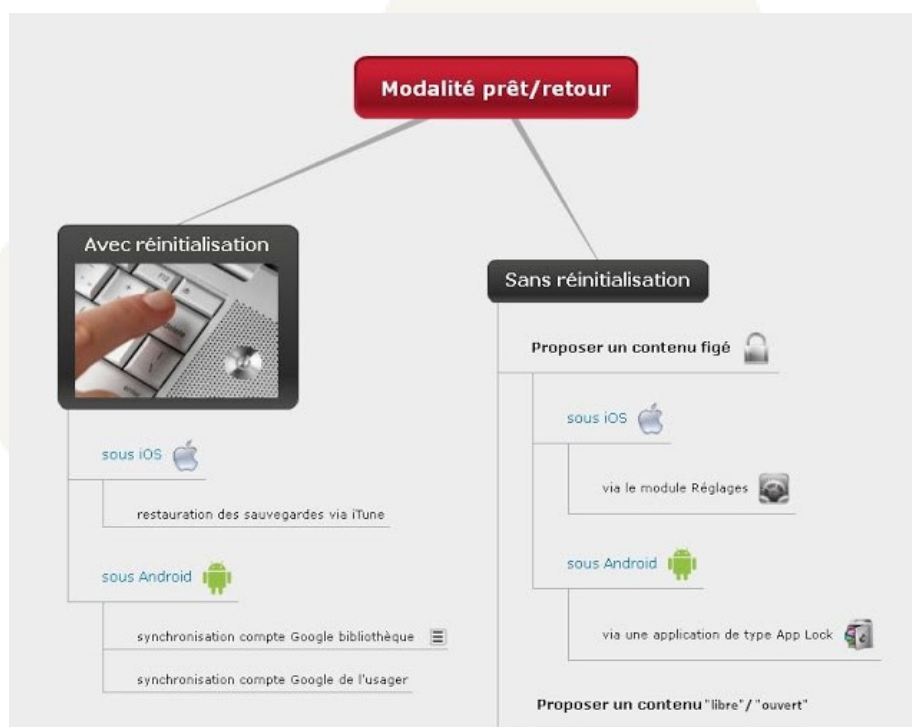 Modalité prêt/retour
Avec réinitialisation
sous iOS
restauration des sauvegardes via iTune
sous Android
synchronisation compte Google bibliothèque
synchronisation compte Google de l'usager
Sans réinitialisation
Proposer un contenu figé
sous iOS
via le module Réglages
sous Android
via une application de type App Lock
Proposer un contenu "libre"/ "ouvert"